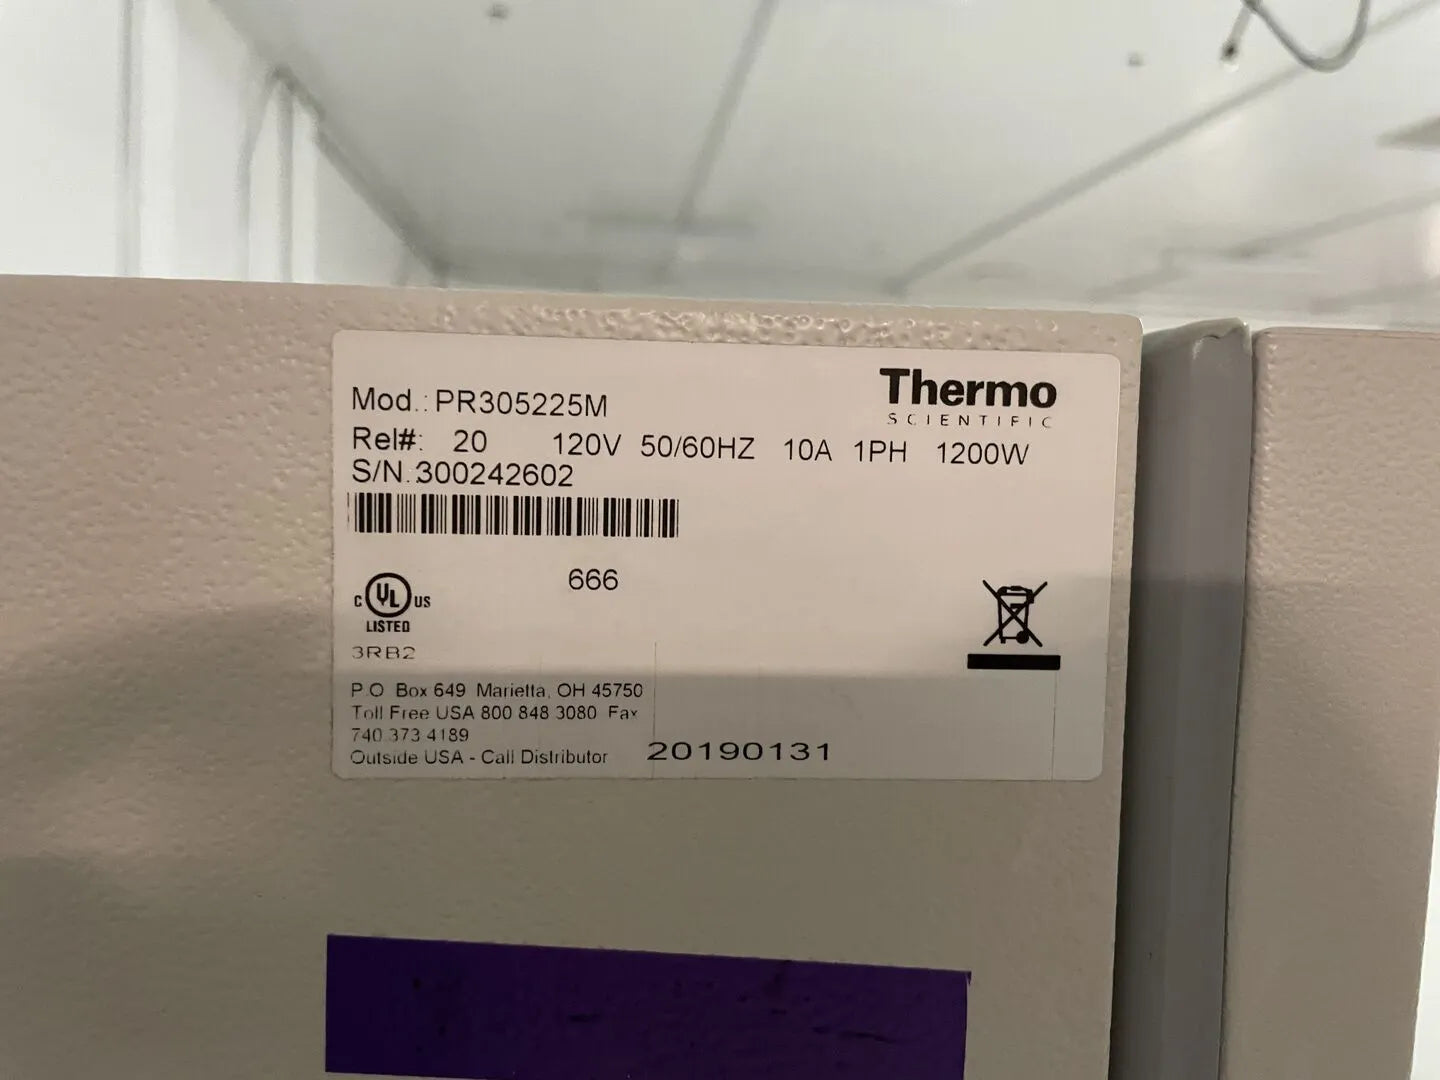 Thermo
SCIENTIFIC
Mod.: PR305225M
Rel#: 20 120V 50/60HZ 10A 1PH 1200W
S/N.:300242602
666
C UL US
LISTED
3RB2
P.O. Box 649 Marietta, OH 45750
Toll Free USA 800 848 3080 Fax
740 373 4189
Outside USA - Call Distributor
20190131